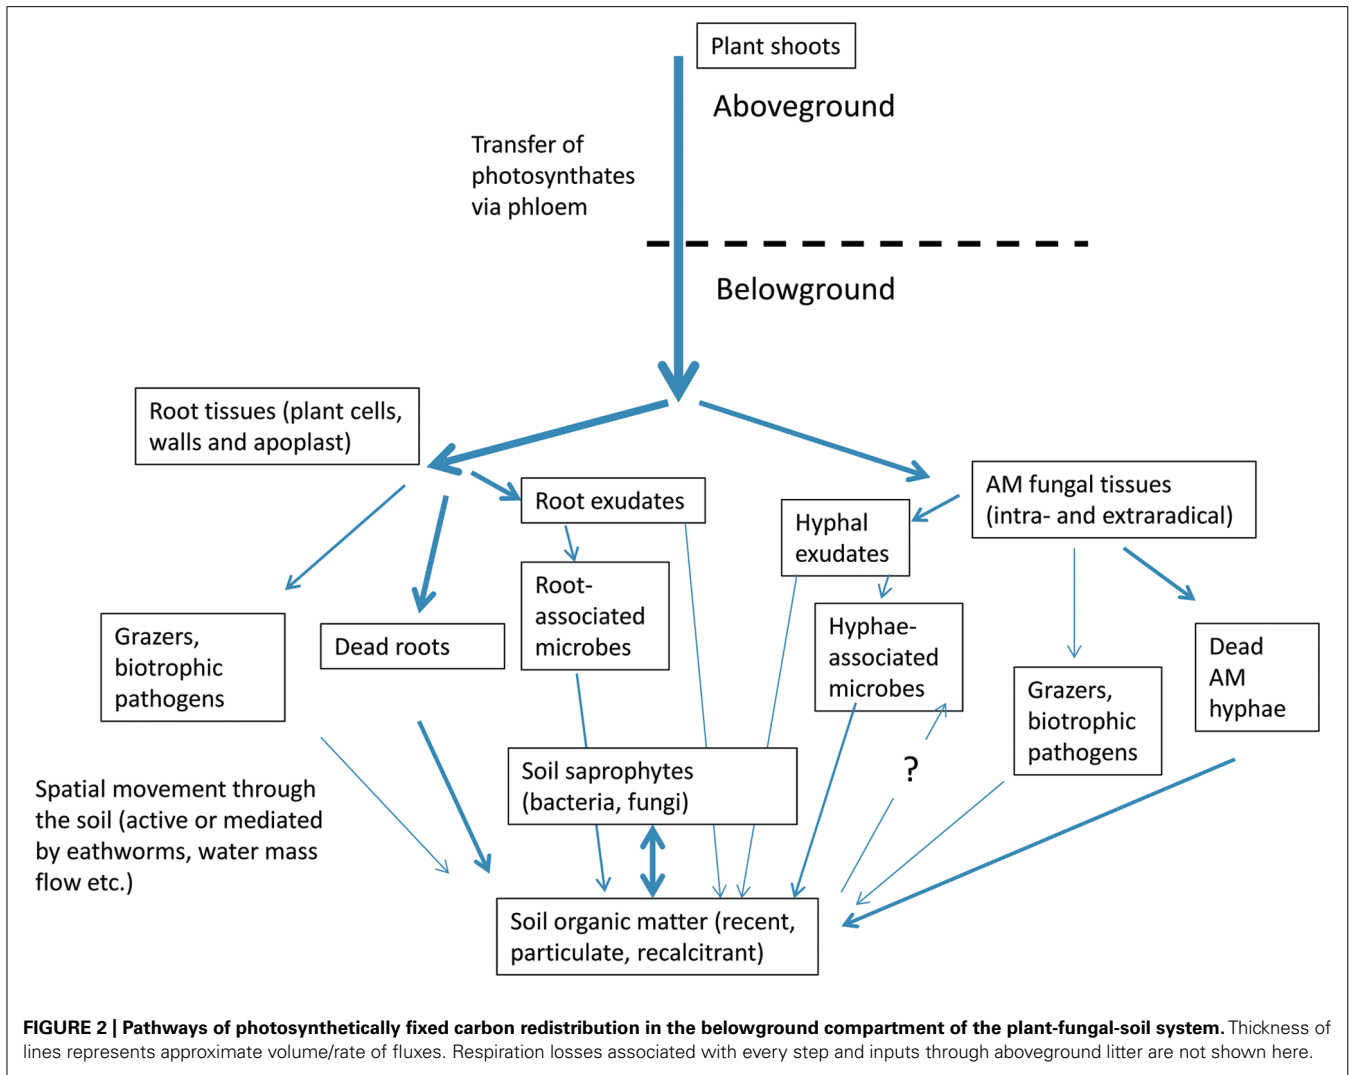 Plant shoots
Aboveground
Transfer of
photosynthates
via phloem
Belowground
Root tissues (plant cells,
walls and apoplast)
Root exudates
AM fungal tissues
(intra- and extraradical)
Hyphal
exudates
Root-
associated
microbes
Hyphae-
associated
microbes
Grazers,
biotrophic
pathogens
Dead roots
Dead
AM
hyphae
Grazers,
biotrophic
pathogens
Soil saprophytes
(bacteria, fungi)
?
Spatial movement through
the soil (active or mediated
by eathworms, water mass
flow etc.)
Soil organic matter (recent,
particulate, recalcitrant)
FIGURE 2 | Pathways of photosynthetically fixed carbon redistribution in the belowground compartment of the plant-fungal-soil system. Thickness of
lines represents approximate volume/rate of fluxes. Respiration losses associated with every step and inputs through aboveground litter are not shown here.